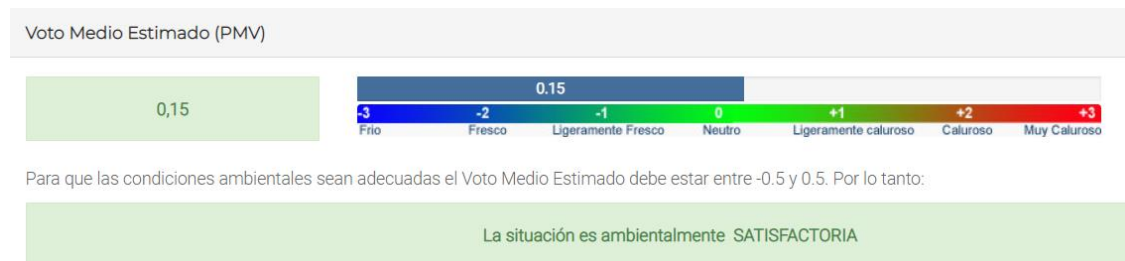 Voto Medio Estimado (PMV)
0,15
0.15
-3 -2 -1 0 +1 +2 +3
Frio Fresco Ligeramente Fresco Neutro Ligeramente caluroso Caluroso Muy Caluroso
Para que las condiciones ambientales sean adecuadas el Voto Medio Estimado debe estar entre -0.5 y 0.5. Por lo tanto:
La situación es ambientalmente SATISFACTORIA